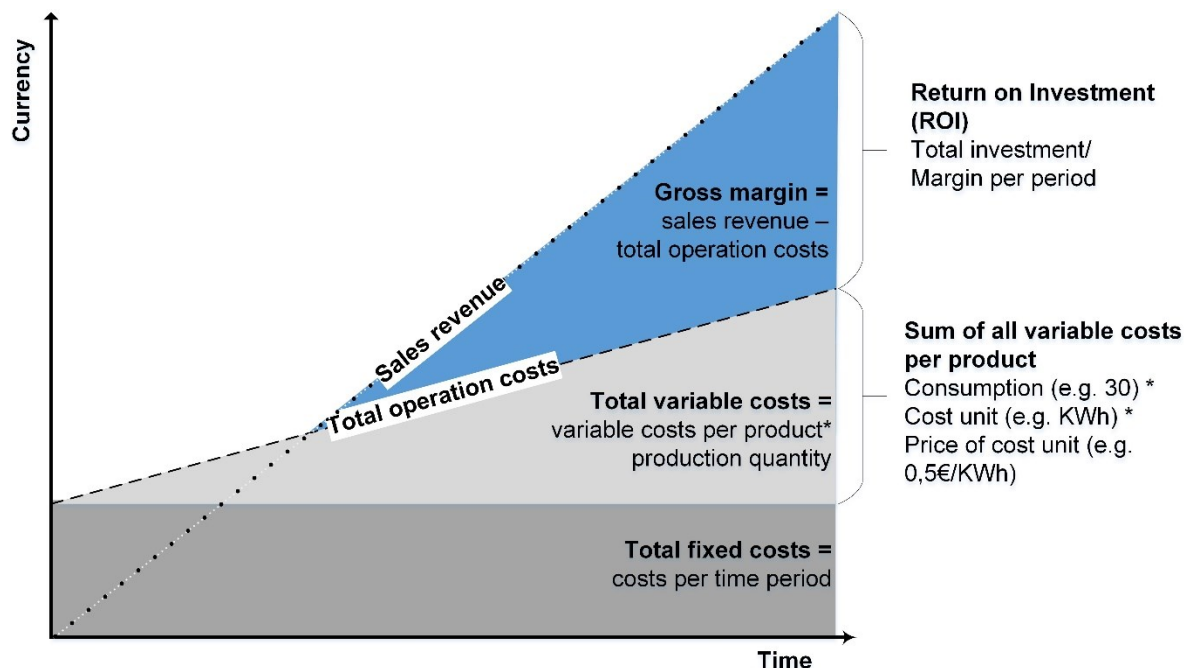 Currency
Return on Investment
(ROI)
Total investment/
Margin per period
Gross margin =
sales revenue –
total operation costs
Sales revenue
Total operation costs
Sum of all variable costs
per product
Consumption (e.g. 30) *
Cost unit (e.g. KWh) *
Price of cost unit (e.g.
0,5€/KWh)
Total variable costs =
variable costs per product*
production quantity
Total fixed costs =
costs per time period
Time